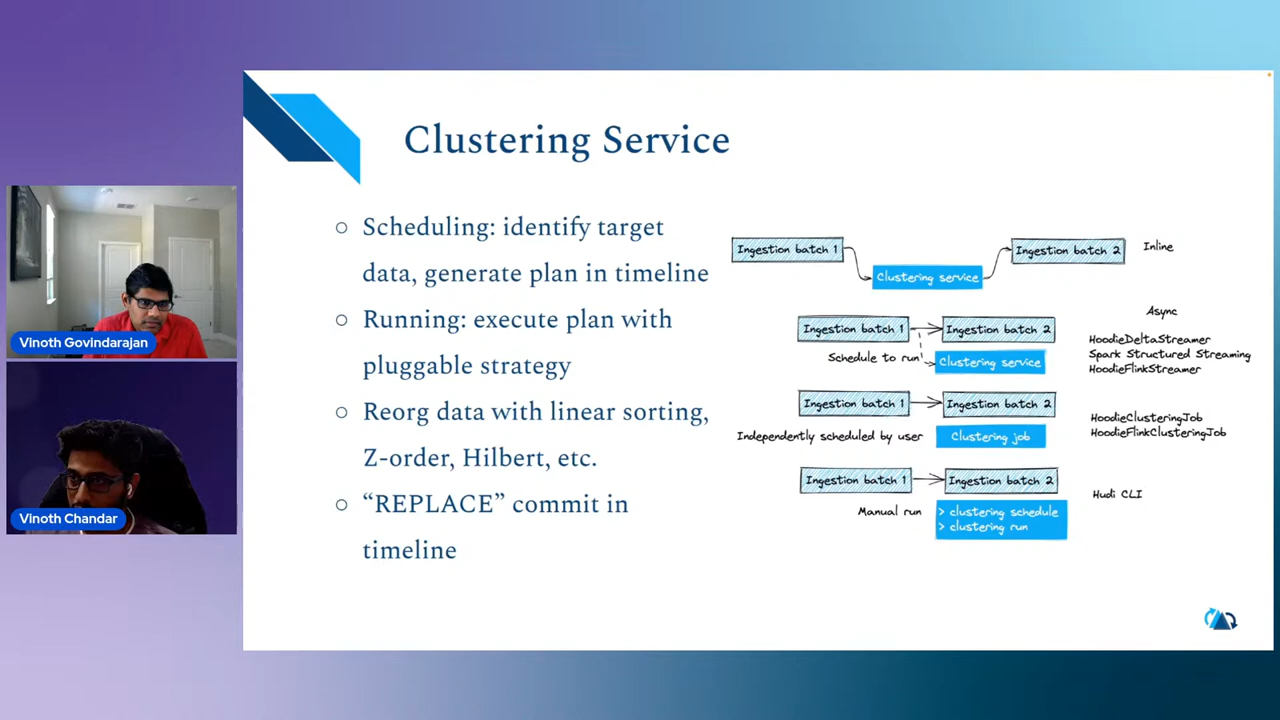 Clustering Service
○ Scheduling: identify target
data, generate plan in timeline
○ Running: execute plan with
pluggable strategy
○ Reorg data with linear sorting,
Z-order, Hilbert, etc.
○ “REPLACE” commit in
timeline
Ingestion batch 1
Clustering service
Ingestion batch 2
Inline
Async
Ingestion batch 1
Ingestion batch 2
Schedule to run
Clustering service
HoodieDeltaStreamer
Spark Structured Streaming
HoodieFlinkStreamer
Ingestion batch 1
Ingestion batch 2
Independently scheduled by user
Clustering job
HoodieClusteringJob
HoodieFlinkClusteringJob
Ingestion batch 1
Ingestion batch 2
Manual run
> clustering schedule
> clustering run
Hudi CLI
Vinoth Govindarajan
Vinoth Chandar